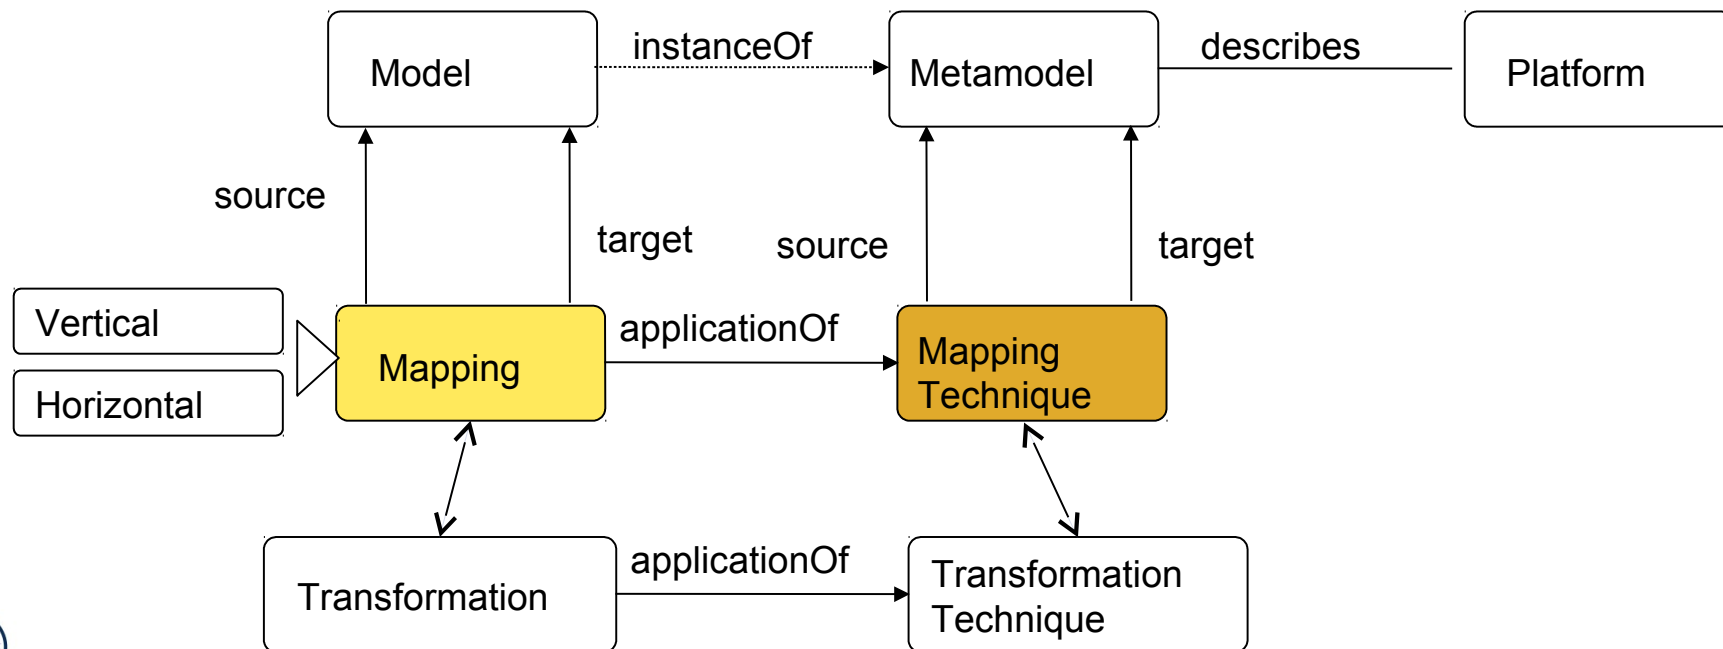 Model
instanceOf
Metamodel
describes
Platform
source
target
source
target
Vertical
Horizontal
Mapping
applicationOf
Mapping
Technique
Transformation
applicationOf
Transformation
Technique